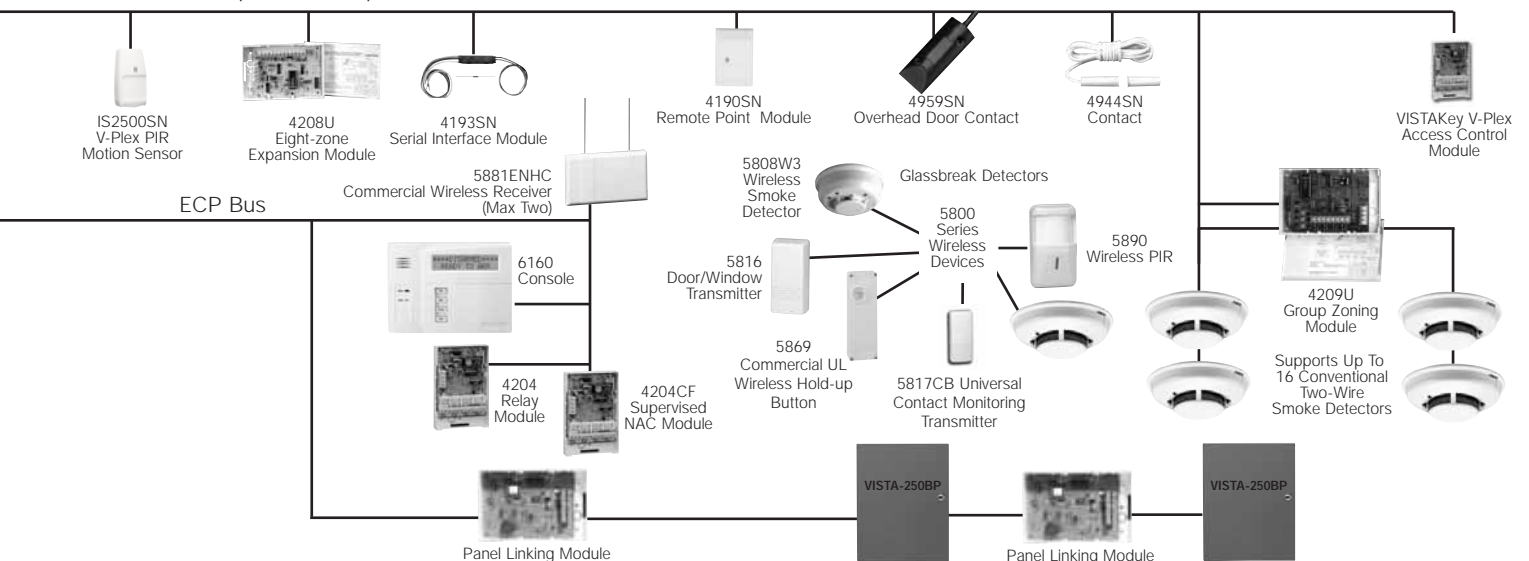 IS2500SN
V-Plex PIR
Motion Sensor
4208U
Eight-zone
Expansion Module
4193SN
Serial Interface Module
4190SN
Remote Point Module
4959SN
Overhead Door Contact
4944SN
Contact
VISTAKey V-Plex
Access Control
Module
5881ENHC
Commercial Wireless Receiver
(Max Two)
ECP Bus
6160
Console
4204
Relay
Module
4204CF
Supervised
NAC Module
5808W3
Wireless
Smoke
Detector
Glassbreak Detectors
5800
Series
Wireless
Devices
5890
Wireless PIR
5816
Door/Window
Transmitter
5869
Commercial UL
Wireless Hold-up
Button
5817CB Universal
Contact Monitoring
Transmitter
4209U
Group Zoning
Module
Supports Up To
16 Conventional
Two-Wire
Smoke Detectors
Panel Linking Module
VISTA-250BP
Panel Linking Module
VISTA-250BP